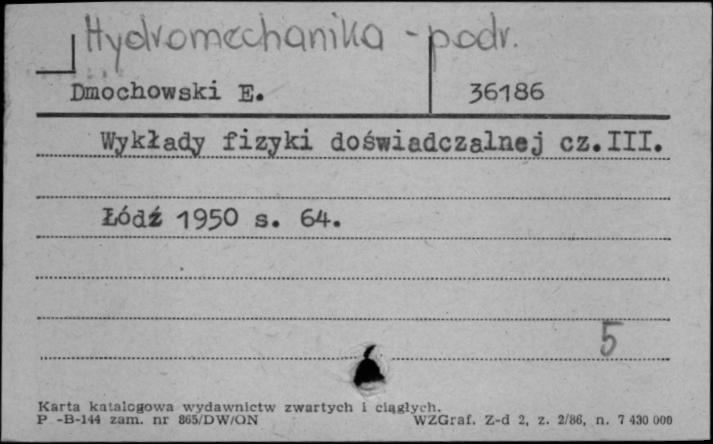 Hydromechanika - podr.
Dmochowski E. 36186
Wykłady fizyki doświadczalnej cz.III.
Łódź 1950 s. 64.
5
Karta katalogowa wydawnictw zwartych i ciągłych.
P -B-144 zam. nr 865/DW/ON WZGraf. Z-d 2, z. 2/86, n. 7 430 000